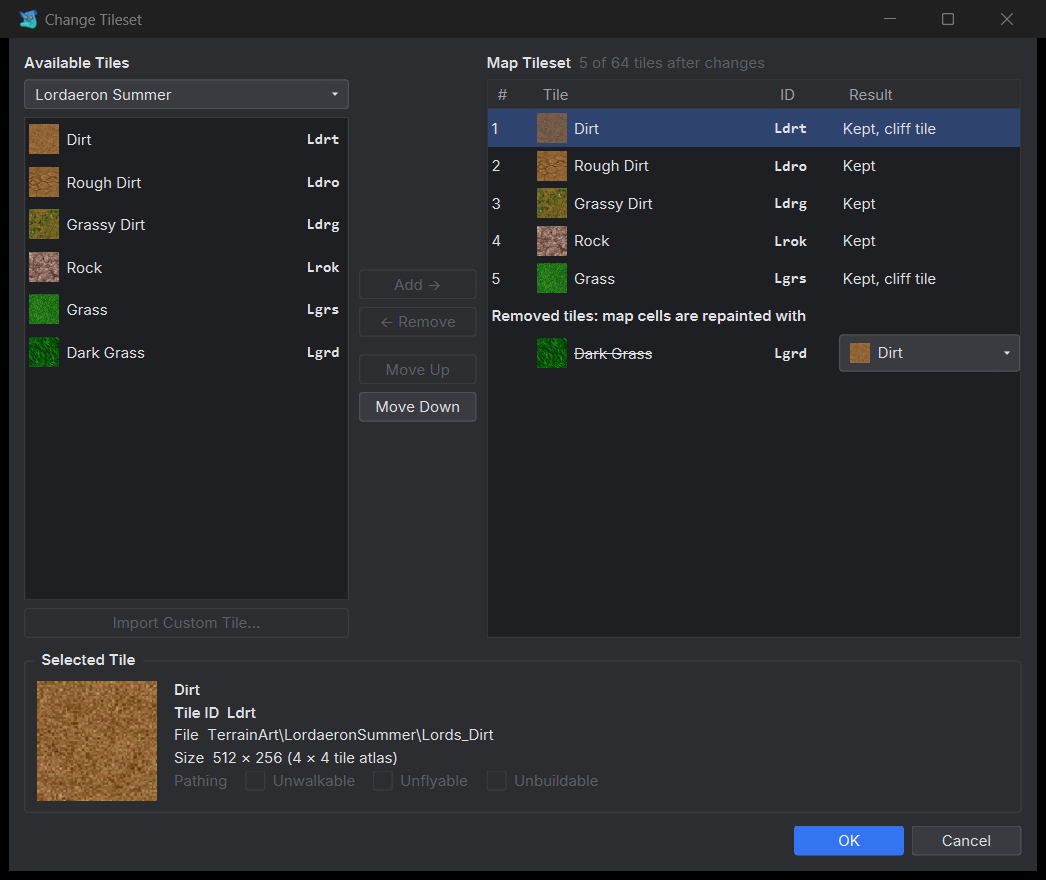 Change Tileset
Available Tiles
Lordaeron Summer
Dirt Ldrt
Rough Dirt Ldro
Grassy Dirt Ldrg
Rock Lrok
Grass Lgrs
Dark Grass Lgrd
Import Custom Tile...
Add →
← Remove
Move Up
Move Down
Map Tileset 5 of 64 tiles after changes
# Tile ID Result
1 Dirt Ldrt Kept, cliff tile
2 Rough Dirt Ldro Kept
3 Grassy Dirt Ldrg Kept
4 Rock Lrok Kept
5 Grass Lgrs Kept, cliff tile
Removed tiles: map cells are repainted with
Dark Grass Lgrd Dirt
Selected Tile
Dirt
Tile ID Ldrt
File TerrainArt\LordaeronSummer\Lords_Dirt
Size 512 × 256 (4 × 4 tile atlas)
Pathing Unwalkable Unflyable Unbuildable
OK Cancel